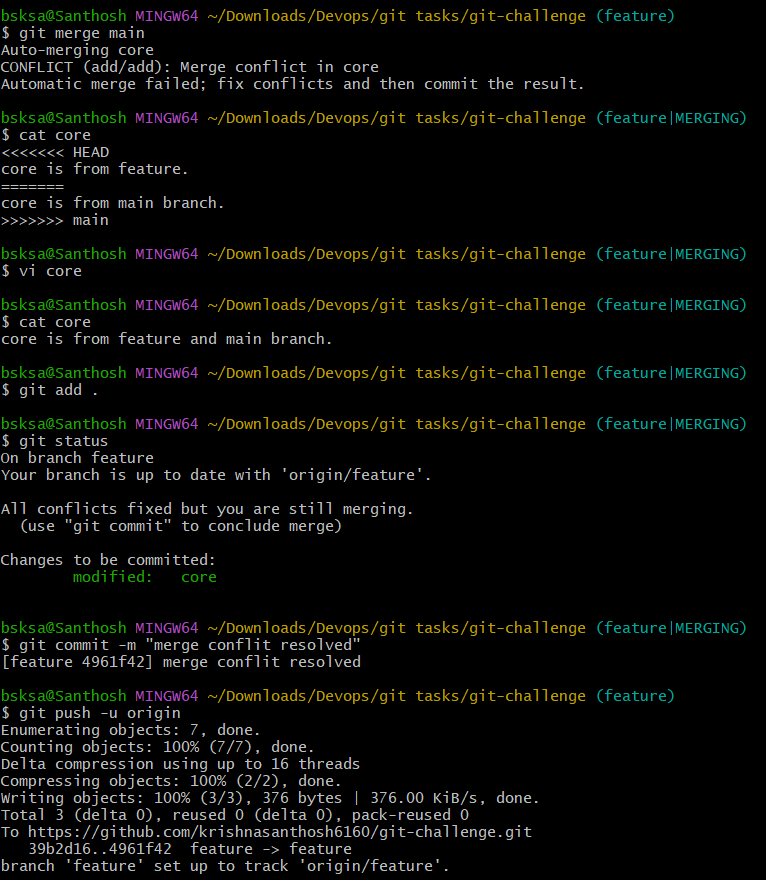 bsksa@Santhosh MINGW64 ~/Downloads/Devops/git tasks/git-challenge (feature)
$ git merge main
Auto-merging core
CONFLICT (add/add): Merge conflict in core
Automatic merge failed; fix conflicts and then commit the result.
bsksa@Santhosh MINGW64 ~/Downloads/Devops/git tasks/git-challenge (feature|MERGING)
$ cat core
<<<<<<< HEAD
core is from feature.
=======
core is from main branch.
>>>>>>> main
bsksa@Santhosh MINGW64 ~/Downloads/Devops/git tasks/git-challenge (feature|MERGING)
$ vi core
bsksa@Santhosh MINGW64 ~/Downloads/Devops/git tasks/git-challenge (feature|MERGING)
$ cat core
core is from feature and main branch.
bsksa@Santhosh MINGW64 ~/Downloads/Devops/git tasks/git-challenge (feature|MERGING)
$ git add .
bsksa@Santhosh MINGW64 ~/Downloads/Devops/git tasks/git-challenge (feature|MERGING)
$ git status
On branch feature
Your branch is up to date with 'origin/feature'.
All conflicts fixed but you are still merging.
  (use "git commit" to conclude merge)
Changes to be committed:
        modified:   core
bsksa@Santhosh MINGW64 ~/Downloads/Devops/git tasks/git-challenge (feature|MERGING)
$ git commit -m "merge conflit resolved"
[feature 4961f42] merge conflit resolved
bsksa@Santhosh MINGW64 ~/Downloads/Devops/git tasks/git-challenge (feature)
$ git push -u origin
Enumerating objects: 7, done.
Counting objects: 100% (7/7), done.
Delta compression using up to 16 threads
Compressing objects: 100% (2/2), done.
Writing objects: 100% (3/3), 376 bytes | 376.00 KiB/s, done.
Total 3 (delta 0), reused 0 (delta 0), pack-reused 0
To https://github.com/krishnasanthosh6160/git-challenge.git
   39b2d16..4961f42  feature -> feature
branch 'feature' set up to track 'origin/feature'.